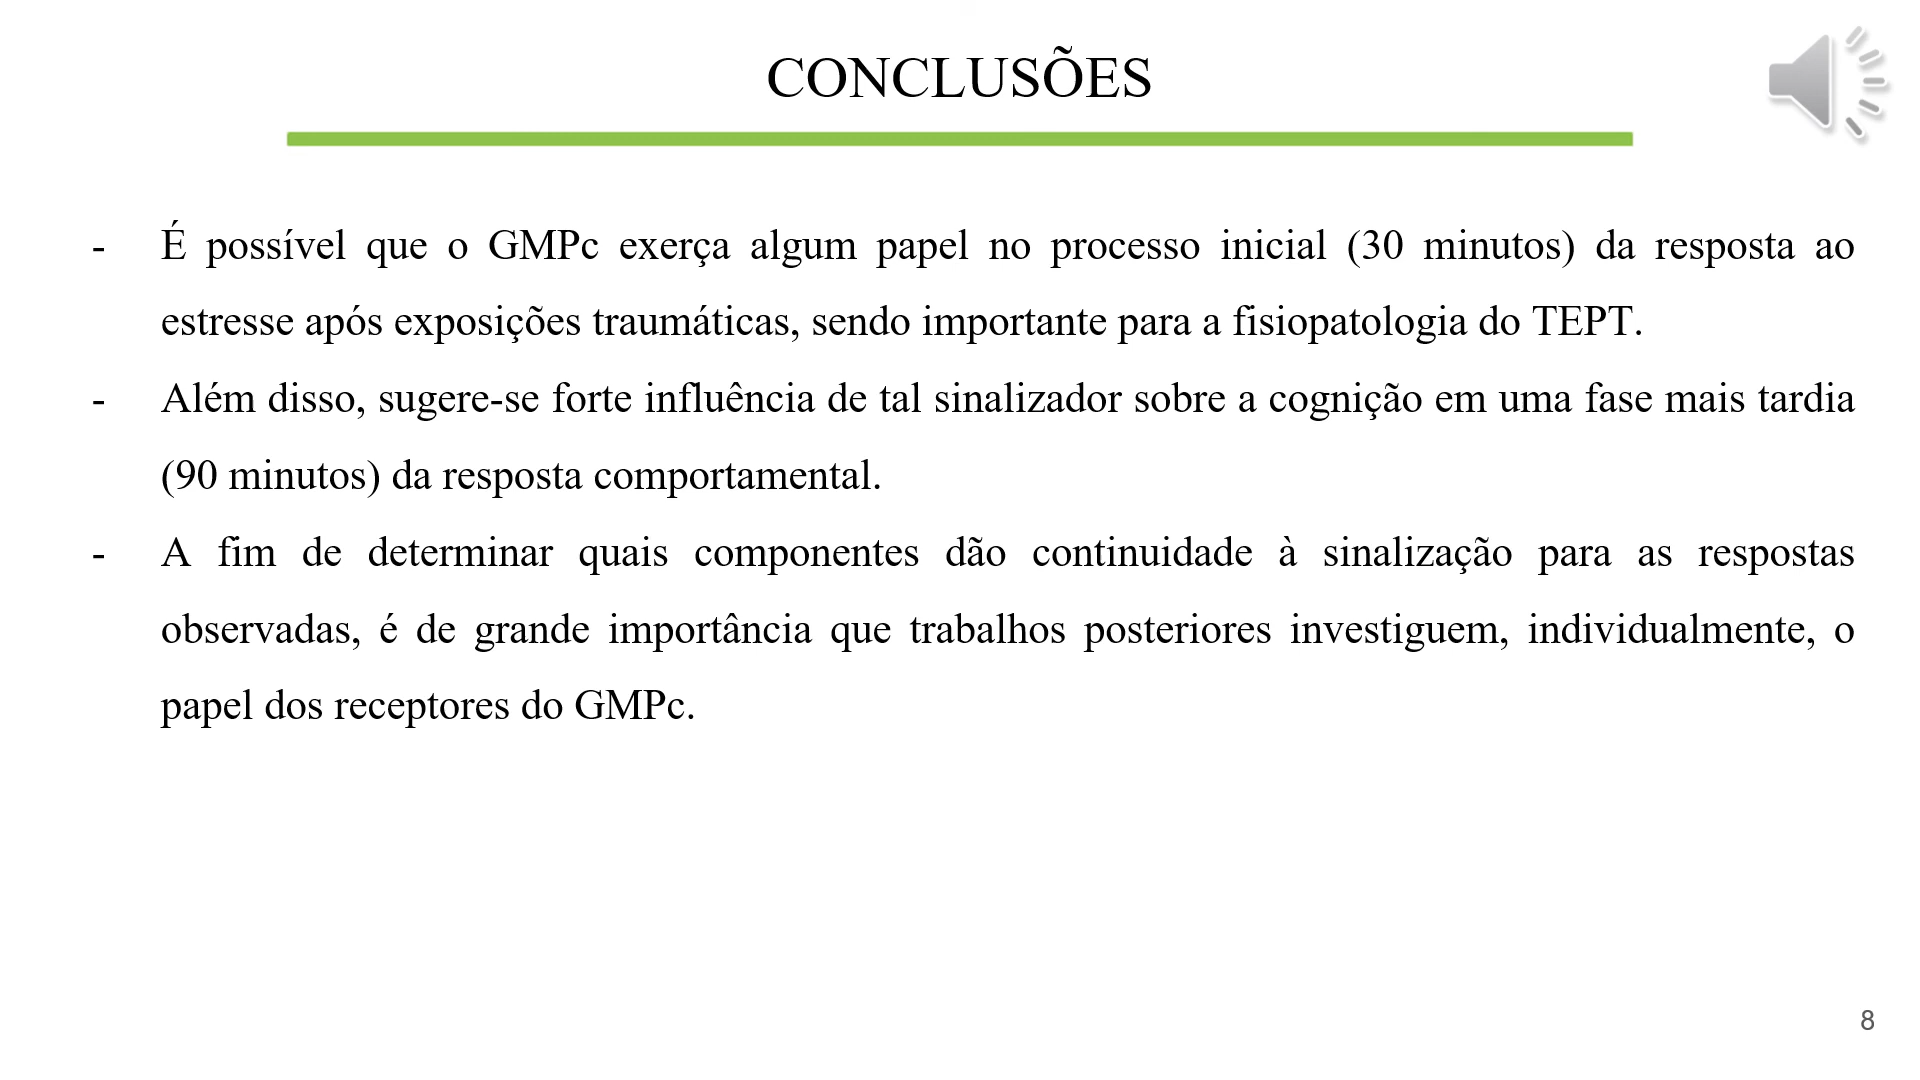 CONCLUSÕES
- É possível que o GMPc exerça algum papel no processo inicial (30 minutos) da resposta ao
estresse após exposições traumáticas, sendo importante para a fisiopatologia do TEPT.
- Além disso, sugere-se forte influência de tal sinalizador sobre a cognição em uma fase mais tardia
(90 minutos) da resposta comportamental.
- A fim de determinar quais componentes dão continuidade à sinalização para as respostas
observadas, é de grande importância que trabalhos posteriores investiguem, individualmente, o
papel dos receptores do GMPc.
8